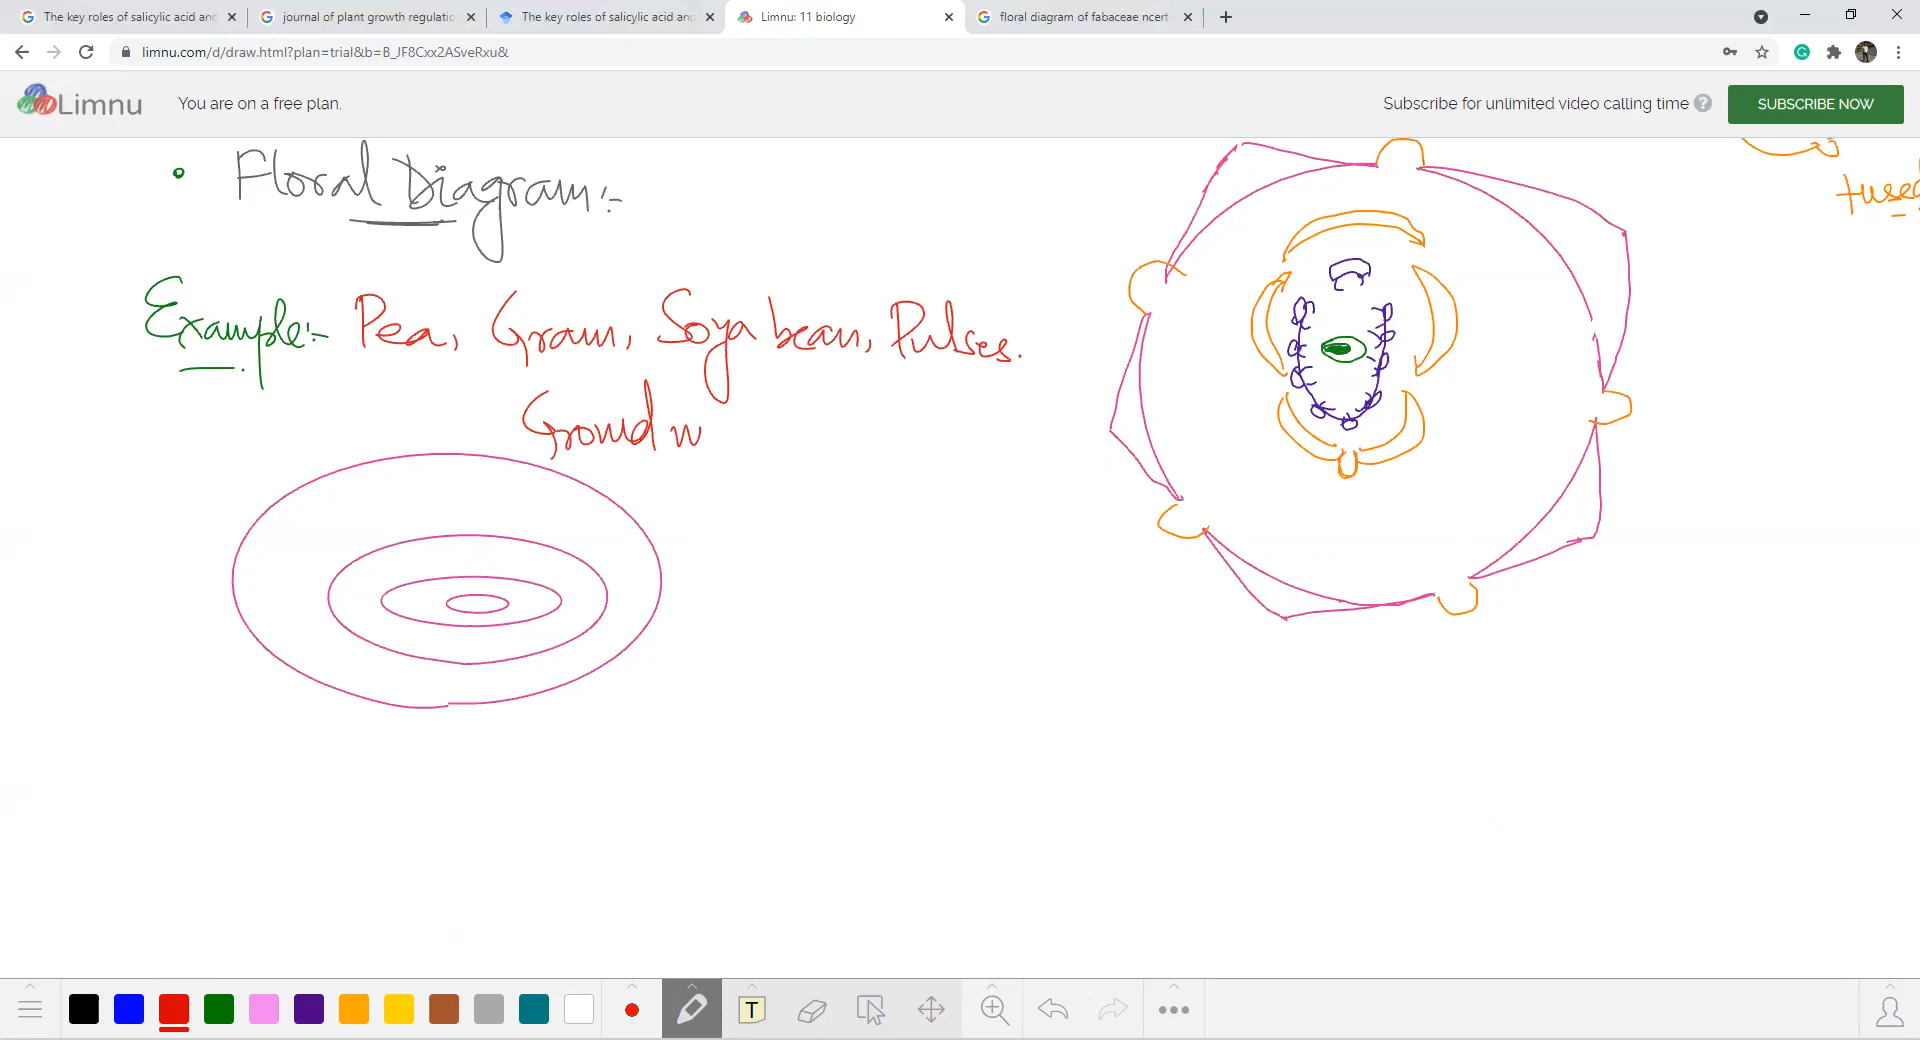 The key roles of salicylic acid and
journal of plant growth regulatio
The key roles of salicylic acid and
Limnu: 11 biology
floral diagram of fabaceae ncert
limnu.com/d/draw.html?plan=trial&b=B_JF8Cxx2ASveRxu&
Limnu
You are on a free plan.
Subscribe for unlimited video calling time ?
SUBSCRIBE NOW
• Floral Diagram:-
fused
Example:- Pea, Gram, Soya bean, Pulses.
Ground n
T